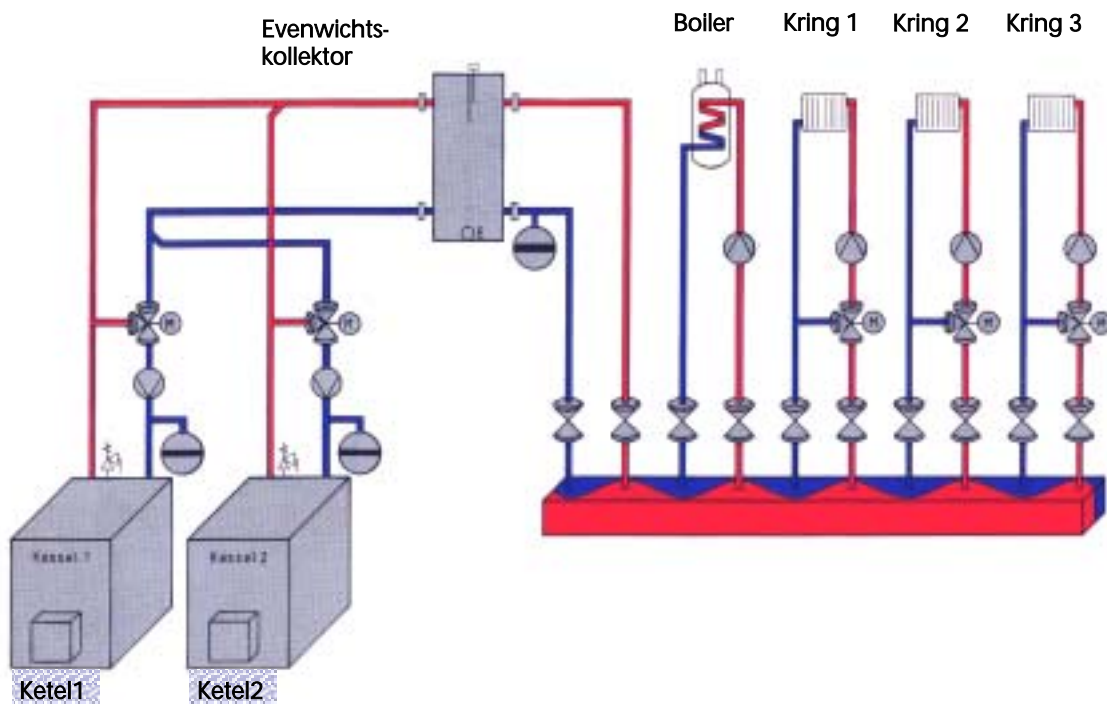 Evenwichts-
kollektor
Boiler
Kring 1
Kring 2
Kring 3
M
M
M
M
M
Kessel 1
Kessel 2
Ketel1
Ketel2